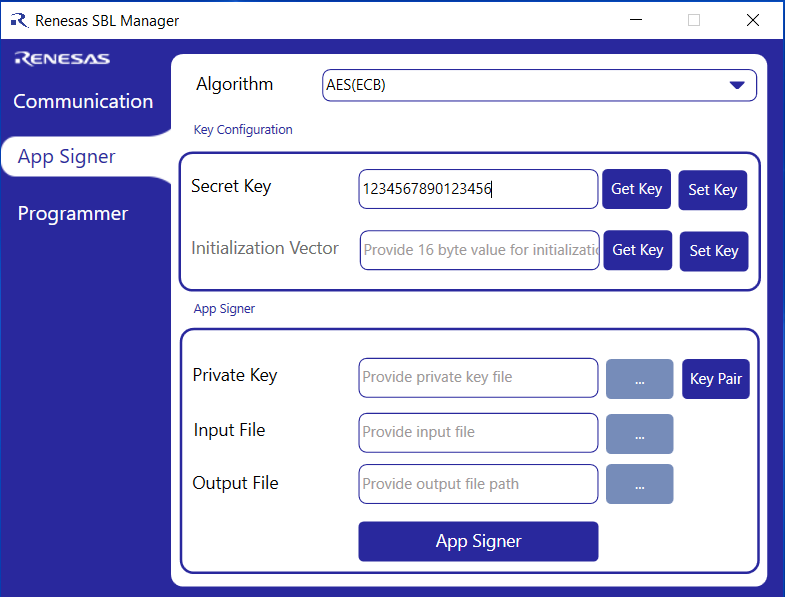 Renesas SBL Manager
RENESAS
Communication
App Signer
Programmer
Algorithm AES(ECB)
Key Configuration
Secret Key 1234567890123456 Get Key Set Key
Initialization Vector Provide 16 byte value for initializatio Get Key Set Key
App Signer
Private Key Provide private key file ... Key Pair
Input File Provide input file ...
Output File Provide output file path ...
App Signer